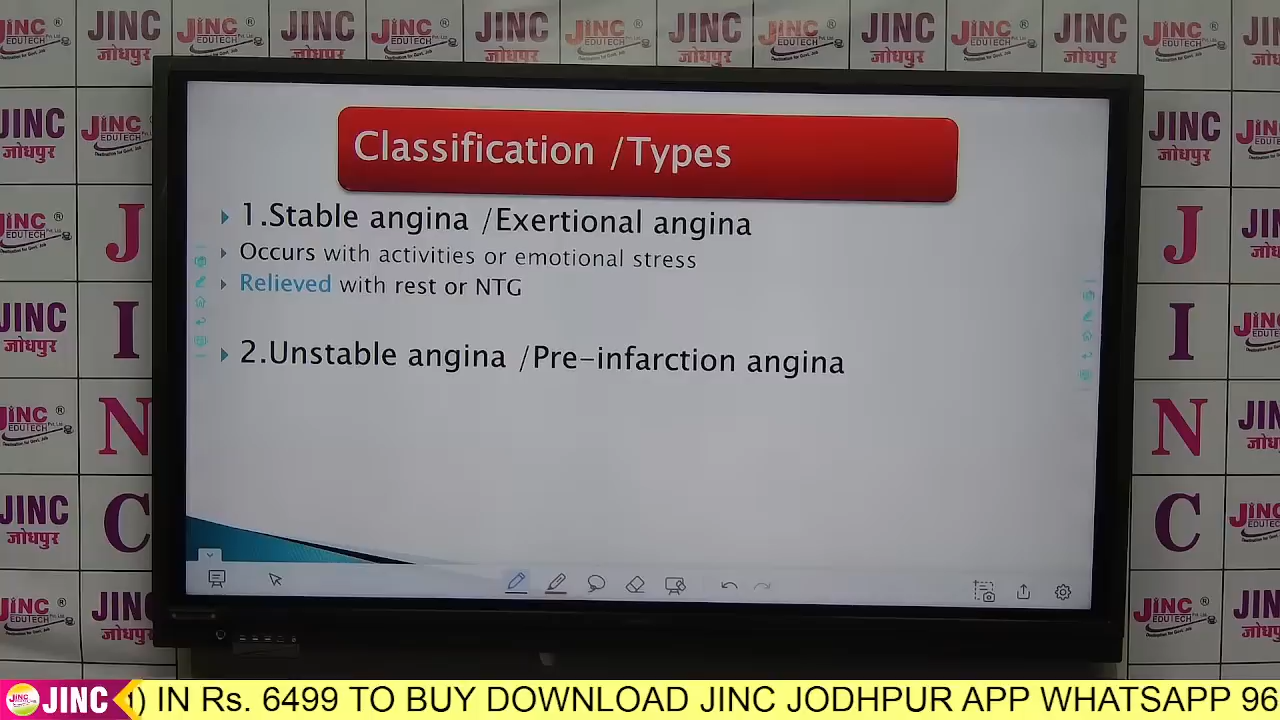 Classification /Types
1.Stable angina /Exertional angina
Occurs with activities or emotional stress
Relieved with rest or NTG
2.Unstable angina /Pre-infarction angina
JINC
जोधपुर
JINC
EDUTECH
J
I
N
C
J
I
N
C
JINC
IN Rs. 6499 TO BUY DOWNLOAD JINC JODHPUR APP WHATSAPP 96